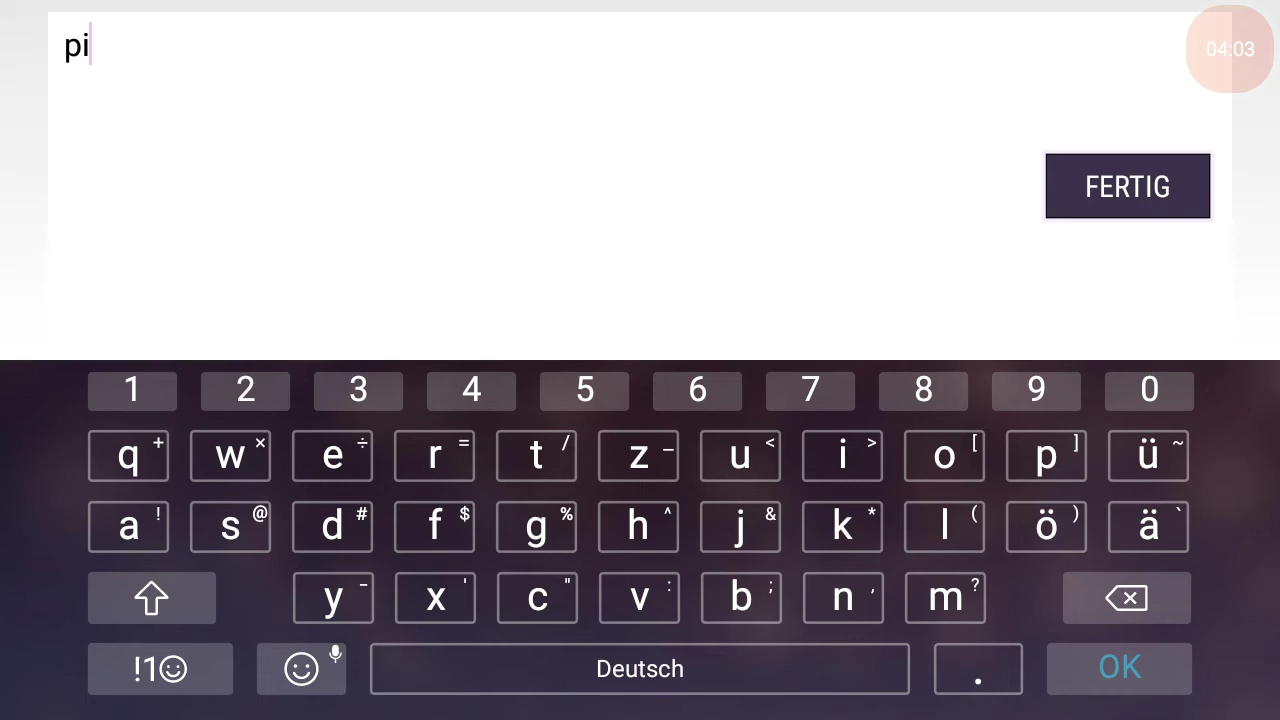 pi
04:03
FERTIG
1 2 3 4 5 6 7 8 9 0
q + w × e ÷ r = t / z _ u < i > o [ p ] ü ~
a ! s @ d # f $ g % h ^ j & k * l ( ö ) ä `
y - x ' c " v : b ; n , m ?
!1☺ ☺ Deutsch . OK